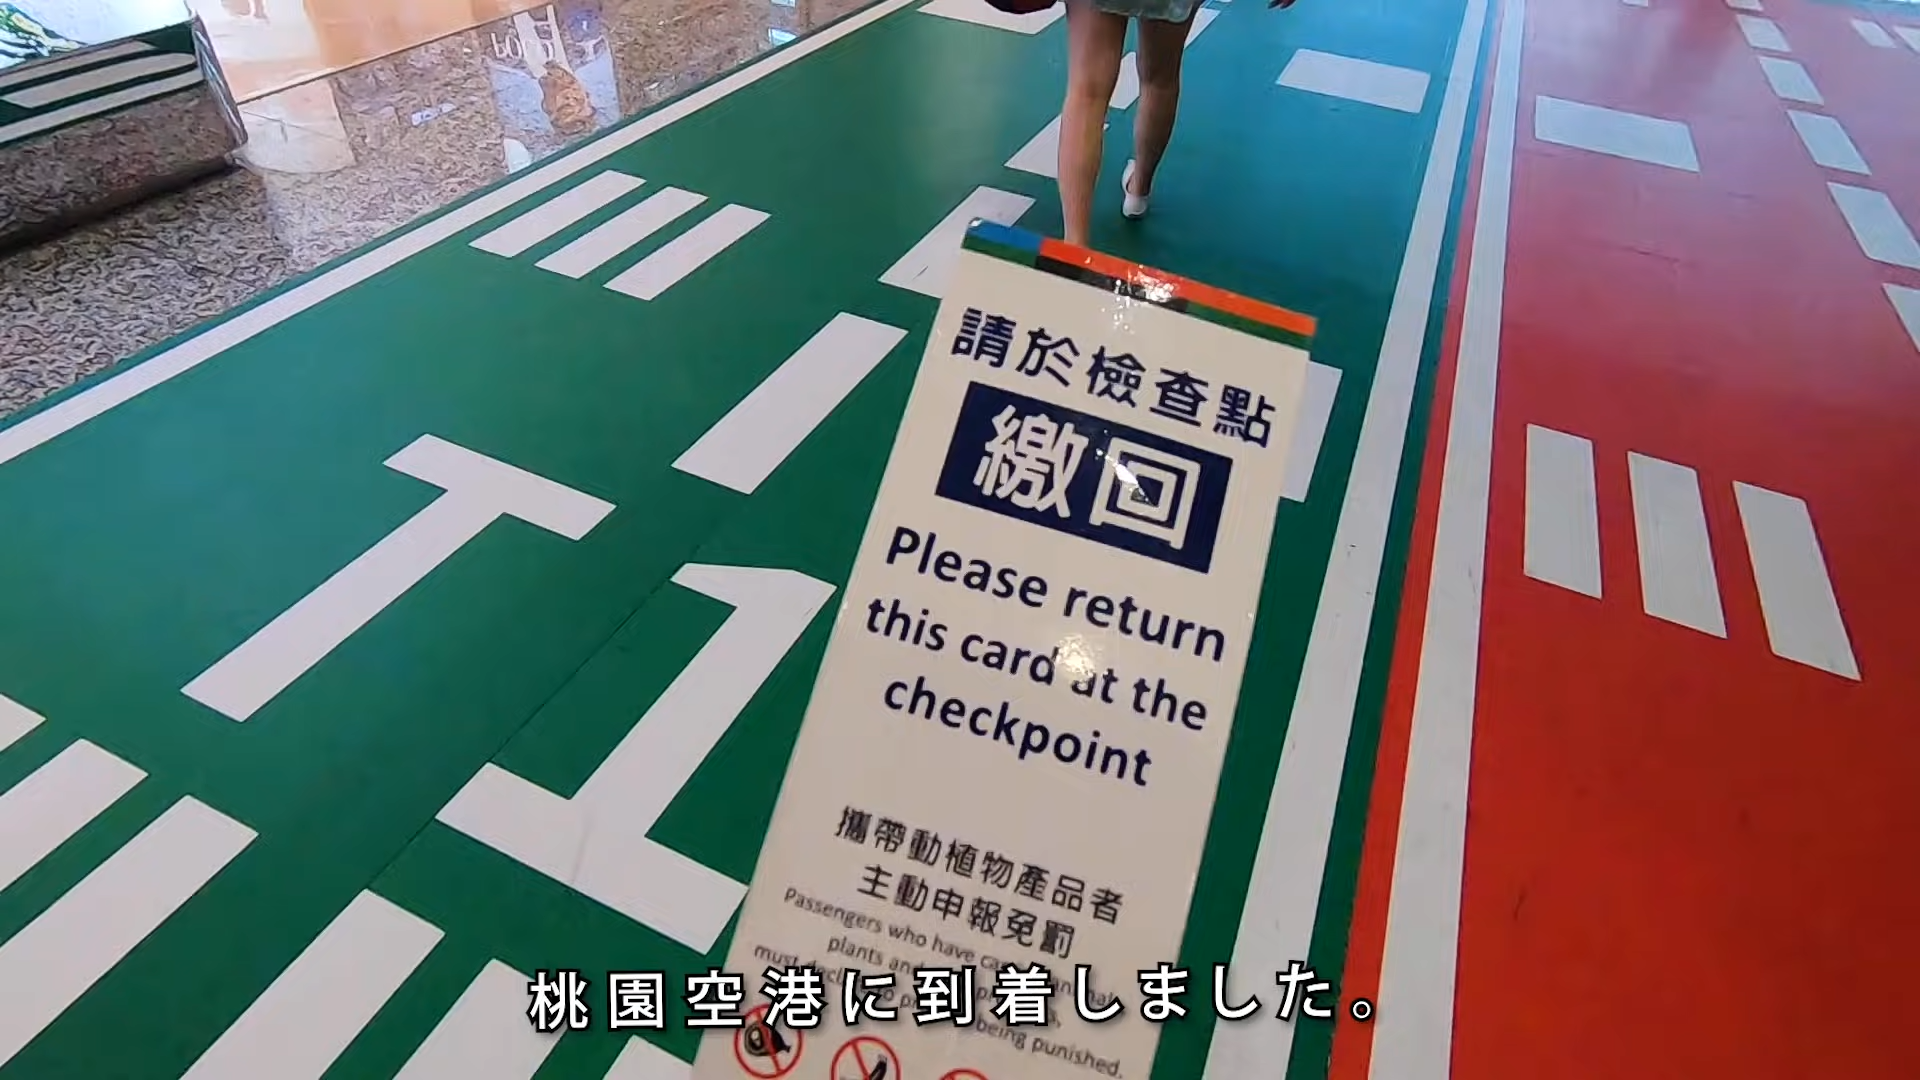 T1
請於檢查點
繳回
Please return
this card at the
checkpoint
攜帶動植物產品者
主動申報免罰
Passengers who have
plants and
must
being punished.
桃園空港に到着しました。